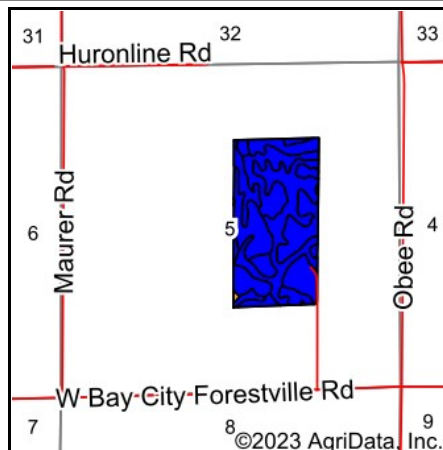 31
32
33
Huronline Rd
Maurer Rd
6
5
Obee Rd
4
W Bay City Forestville Rd
7
8
9
©2023 AgriData, Inc.